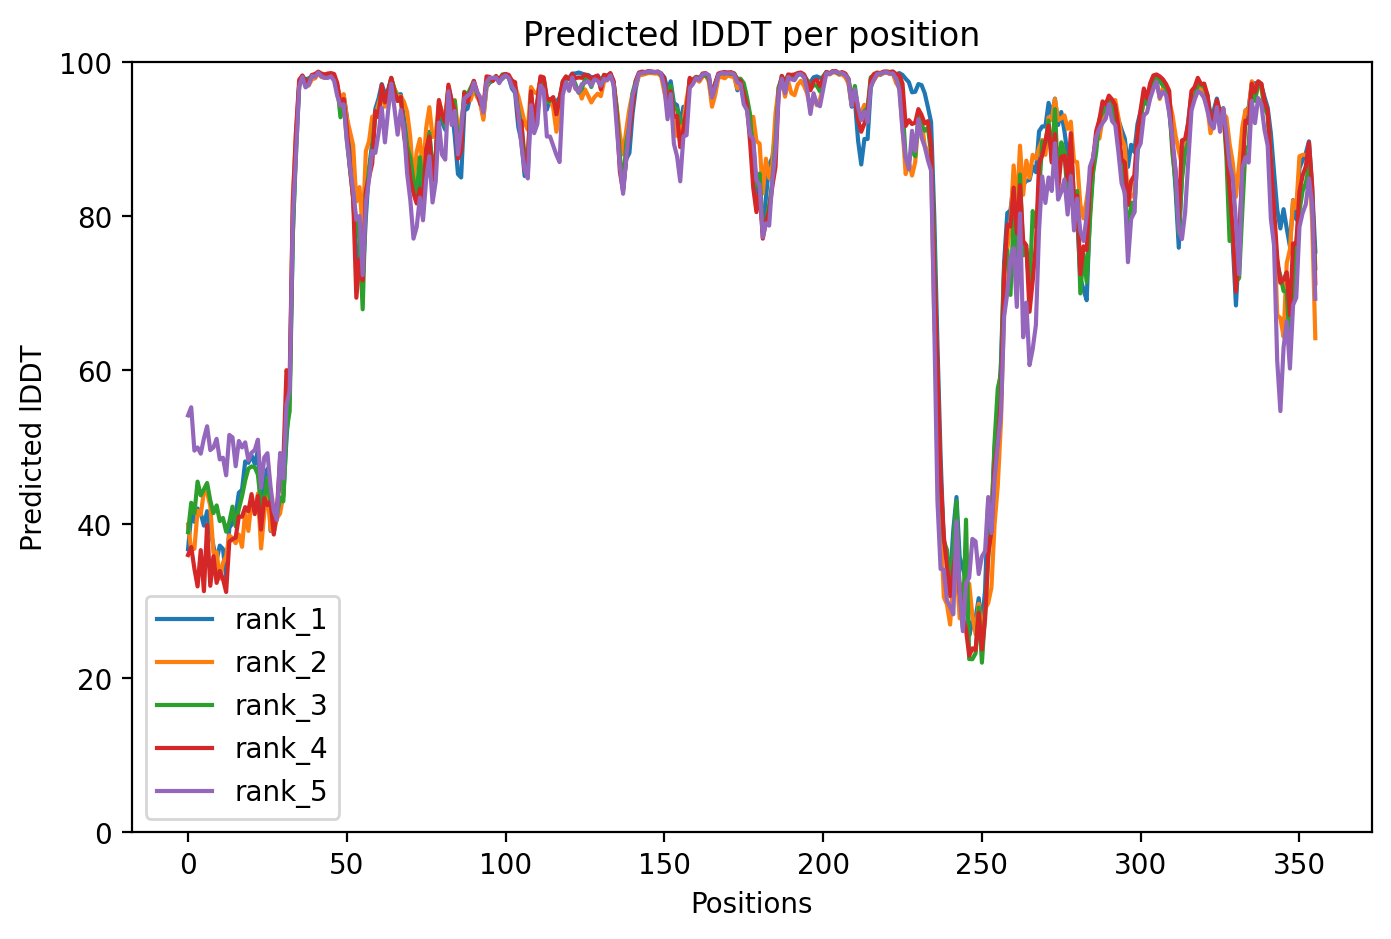 Predicted lDDT per position
100
80
60
40
20
0
Predicted lDDT
rank_1
rank_2
rank_3
rank_4
rank_5
0 50 100 150 200 250 300 350
Positions